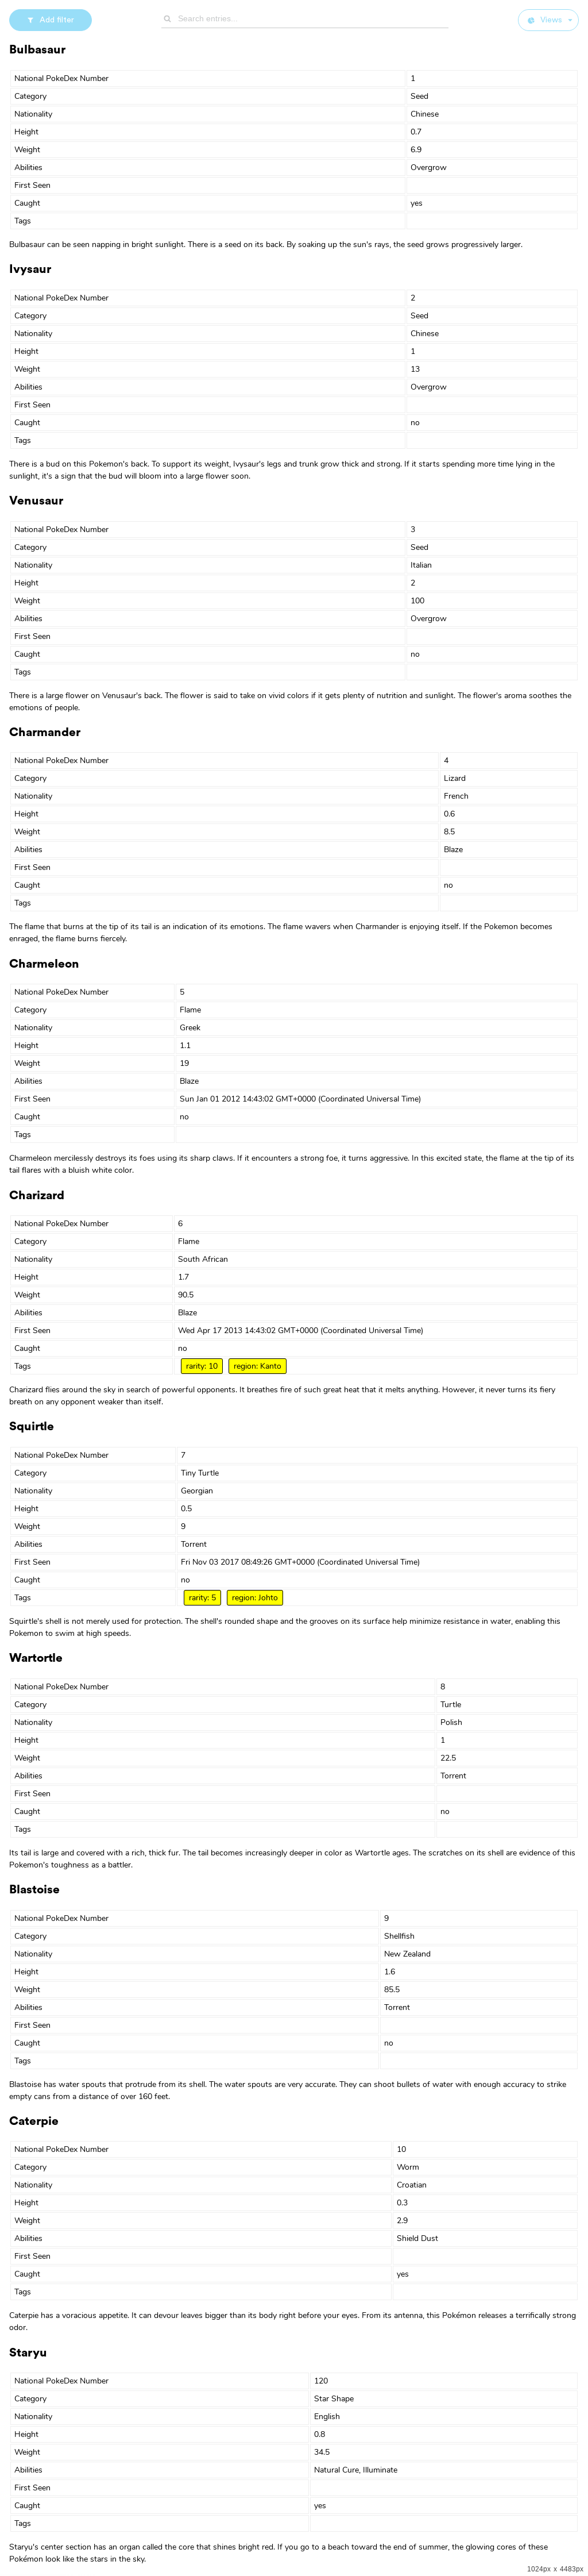 Add filter
Search entries...
Views
Bulbasaur
National PokeDex Number 1
Category Seed
Nationality Chinese
Height 0.7
Weight 6.9
Abilities Overgrow
First Seen
Caught yes
Tags
Bulbasaur can be seen napping in bright sunlight. There is a seed on its back. By soaking up the sun's rays, the seed grows progressively larger.
Ivysaur
National PokeDex Number 2
Category Seed
Nationality Chinese
Height 1
Weight 13
Abilities Overgrow
First Seen
Caught no
Tags
There is a bud on this Pokemon's back. To support its weight, Ivysaur's legs and trunk grow thick and strong. If it starts spending more time lying in the
sunlight, it's a sign that the bud will bloom into a large flower soon.
Venusaur
National PokeDex Number 3
Category Seed
Nationality Italian
Height 2
Weight 100
Abilities Overgrow
First Seen
Caught no
Tags
There is a large flower on Venusaur's back. The flower is said to take on vivid colors if it gets plenty of nutrition and sunlight. The flower's aroma soothes the
emotions of people.
Charmander
National PokeDex Number 4
Category Lizard
Nationality French
Height 0.6
Weight 8.5
Abilities Blaze
First Seen
Caught no
Tags
The flame that burns at the tip of its tail is an indication of its emotions. The flame wavers when Charmander is enjoying itself. If the Pokemon becomes
enraged, the flame burns fiercely.
Charmeleon
National PokeDex Number 5
Category Flame
Nationality Greek
Height 1.1
Weight 19
Abilities Blaze
First Seen Sun Jan 01 2012 14:43:02 GMT+0000 (Coordinated Universal Time)
Caught no
Tags
Charmeleon mercilessly destroys its foes using its sharp claws. If it encounters a strong foe, it turns aggressive. In this excited state, the flame at the tip of its
tail flares with a bluish white color.
Charizard
National PokeDex Number 6
Category Flame
Nationality South African
Height 1.7
Weight 90.5
Abilities Blaze
First Seen Wed Apr 17 2013 14:43:02 GMT+0000 (Coordinated Universal Time)
Caught no
Tags rarity: 10 region: Kanto
Charizard flies around the sky in search of powerful opponents. It breathes fire of such great heat that it melts anything. However, it never turns its fiery
breath on any opponent weaker than itself.
Squirtle
National PokeDex Number 7
Category Tiny Turtle
Nationality Georgian
Height 0.5
Weight 9
Abilities Torrent
First Seen Fri Nov 03 2017 08:49:26 GMT+0000 (Coordinated Universal Time)
Caught no
Tags rarity: 5 region: Johto
Squirtle's shell is not merely used for protection. The shell's rounded shape and the grooves on its surface help minimize resistance in water, enabling this
Pokemon to swim at high speeds.
Wartortle
National PokeDex Number 8
Category Turtle
Nationality Polish
Height 1
Weight 22.5
Abilities Torrent
First Seen
Caught no
Tags
Its tail is large and covered with a rich, thick fur. The tail becomes increasingly deeper in color as Wartortle ages. The scratches on its shell are evidence of this
Pokemon's toughness as a battler.
Blastoise
National PokeDex Number 9
Category Shellfish
Nationality New Zealand
Height 1.6
Weight 85.5
Abilities Torrent
First Seen
Caught no
Tags
Blastoise has water spouts that protrude from its shell. The water spouts are very accurate. They can shoot bullets of water with enough accuracy to strike
empty cans from a distance of over 160 feet.
Caterpie
National PokeDex Number 10
Category Worm
Nationality Croatian
Height 0.3
Weight 2.9
Abilities Shield Dust
First Seen
Caught yes
Tags
Caterpie has a voracious appetite. It can devour leaves bigger than its body right before your eyes. From its antenna, this Pokémon releases a terrifically strong
odor.
Staryu
National PokeDex Number 120
Category Star Shape
Nationality English
Height 0.8
Weight 34.5
Abilities Natural Cure, Illuminate
First Seen
Caught yes
Tags
Staryu's center section has an organ called the core that shines bright red. If you go to a beach toward the end of summer, the glowing cores of these
Pokémon look like the stars in the sky.
1024px x 4483px